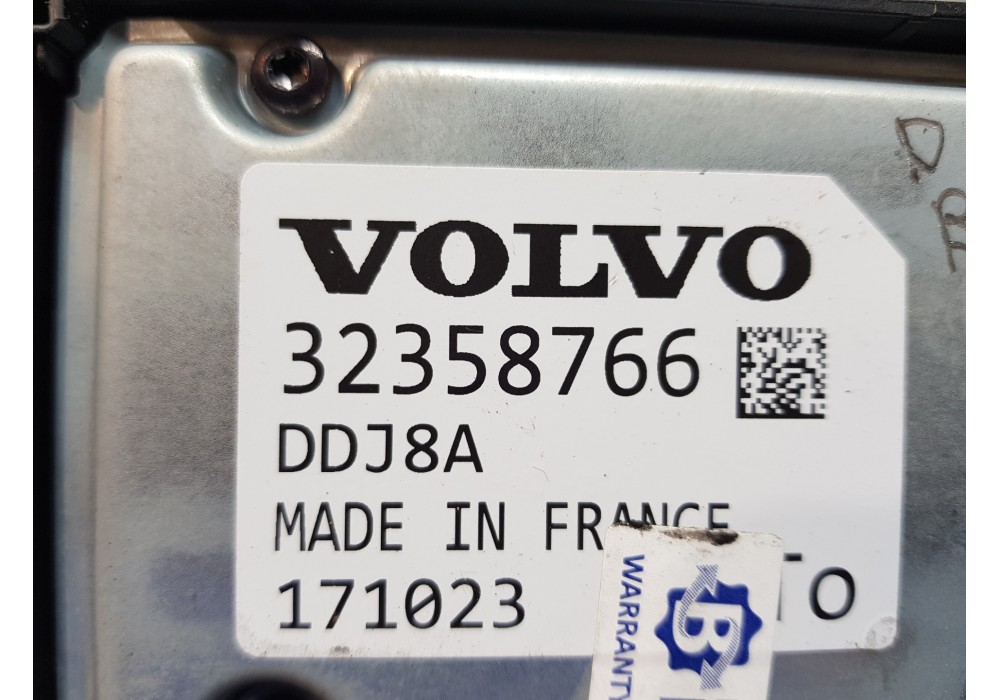 VOLVO
32358766
DDJ8A
MADE IN FRANCE
171023
TO
WARRANTY
B
D.